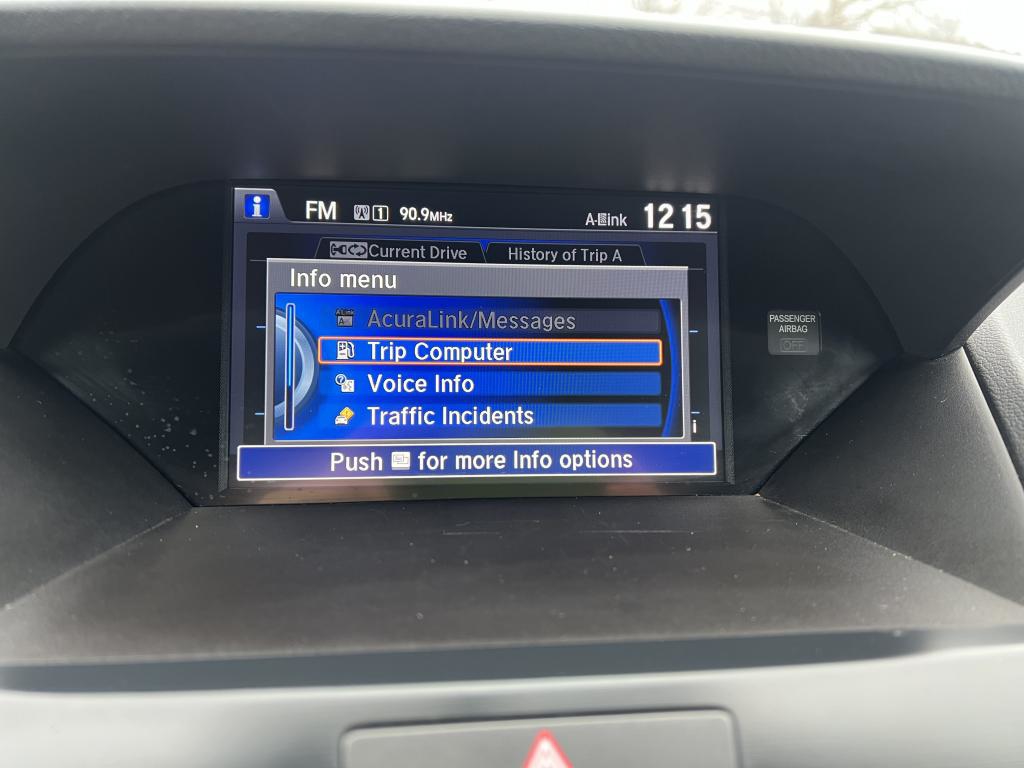 i FM 1 90.9MHz A-Link 12 15
Current Drive History of Trip A
Info menu
AcuraLink/Messages
Trip Computer
Voice Info
Traffic Incidents
Push for more Info options
PASSENGER
AIRBAG
OFF